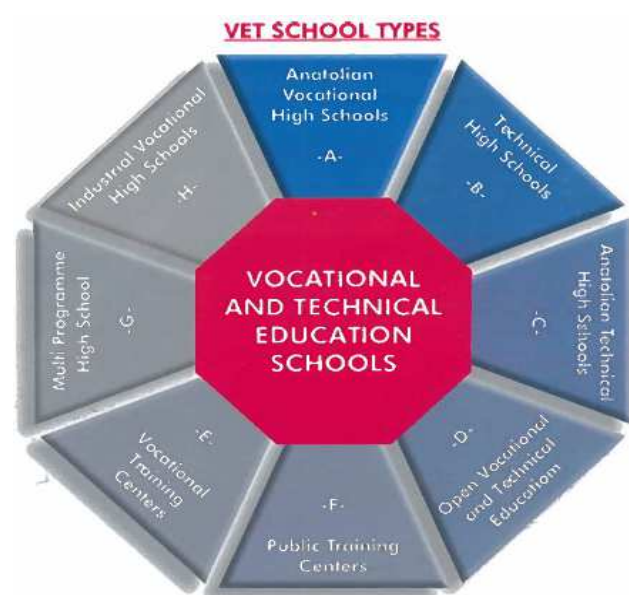 VET SCHOOL TYPES
Anatolian
Vocational
High Schools
-A-
Technical
High Schools
-B-
Anatolian Technical
High Schools
-C-
Open Vocational
and Technical
Education
-D-
Public Training
Centers
-F-
Vocational
Training
Centers
-E-
Multi Programme
High School
-G-
Industrial Vocational
High Schools
-H-
VOCATIONAL
AND TECHNICAL
EDUCATION
SCHOOLS